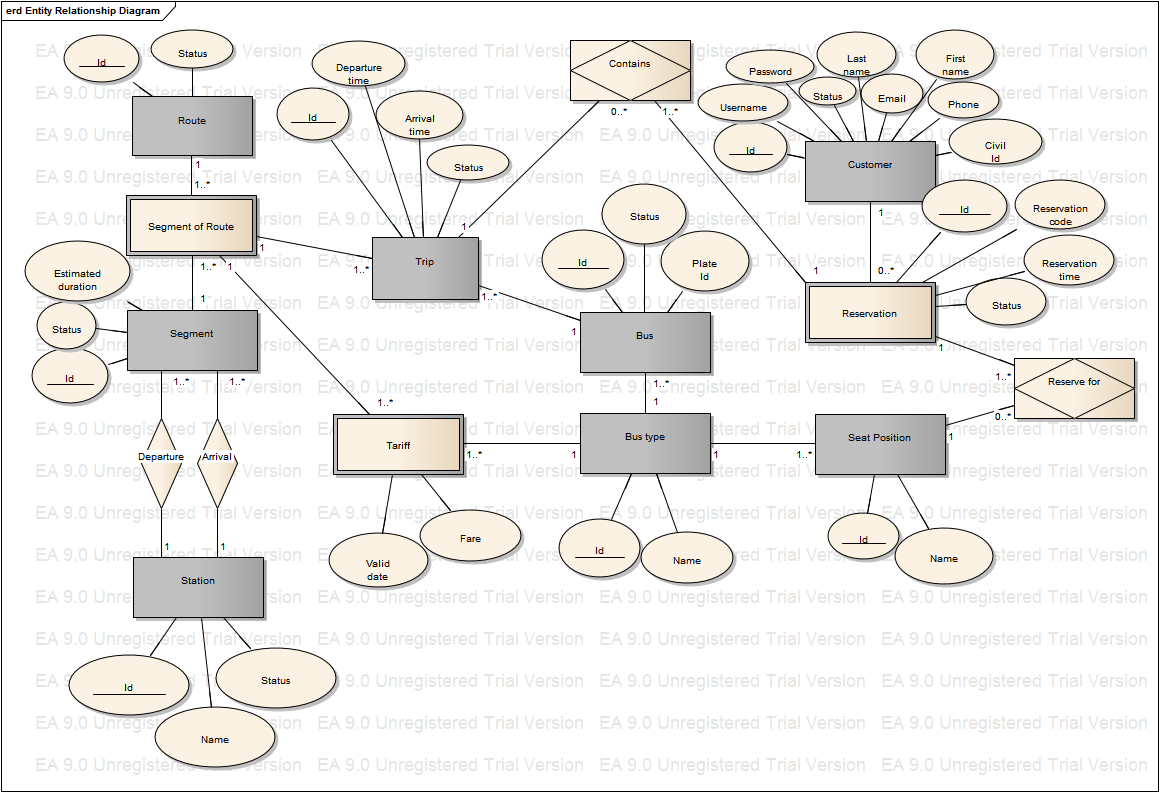 erd Entity Relationship Diagram
EA 9.0 Unregistered Trial Version
Id
Status
Route
1
1..*
Segment of Route
1
1..*
1
1
Estimated
duration
Status
Id
Segment
1..*
1..*
Departure
Arrival
1
1
Station
Id
Name
Status
Departure
time
Id
Arrival
time
Status
1
1..*
Trip
1..*
Contains
0..*
1..*
Status
Id
Plate
Id
1
Bus
1..*
1
1..*
Tariff
1..*
Valid
date
Fare
1
Bus type
1
Id
Name
1..*
Seat Position
1
Id
Name
Last
name
First
name
Password
Status
Email
Username
Phone
Id
Civil
Id
Customer
1
0..*
1
Id
Reservation
code
Reservation
time
Status
Reservation
1
1..*
Reserve for
0..*